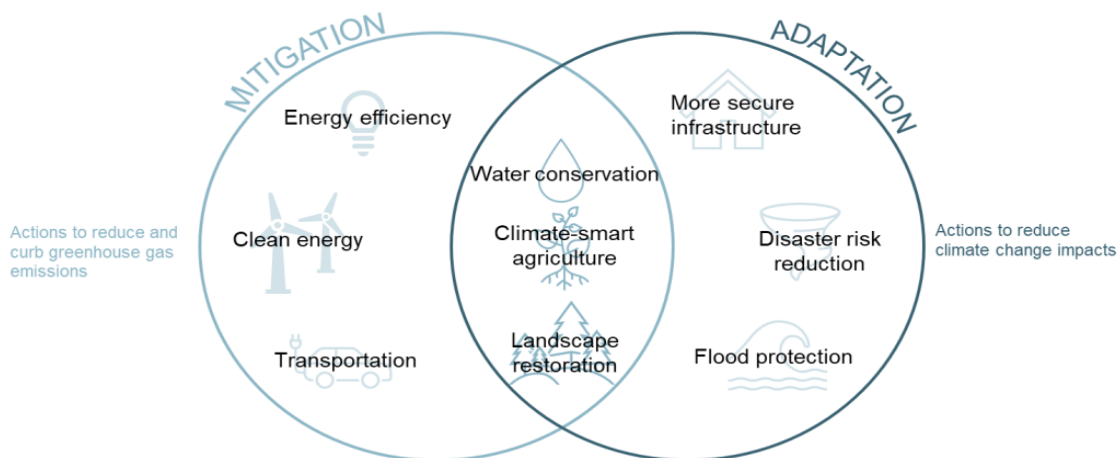 MITIGATION
ADAPTATION
Energy efficiency
More secure
infrastructure
Water conservation
Actions to reduce and
curb greenhouse gas
emissions
Clean energy
Climate-smart
agriculture
Disaster risk
reduction
Actions to reduce
climate change impacts
Transportation
Landscape
restoration
Flood protection